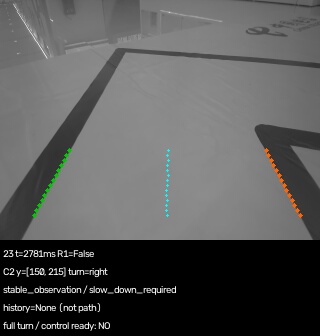 23 t=2781ms R1=False
C2 y=[150, 215] turn=right
stable_observation / slow_down_required
history=None (not path)
full turn / control ready: NO